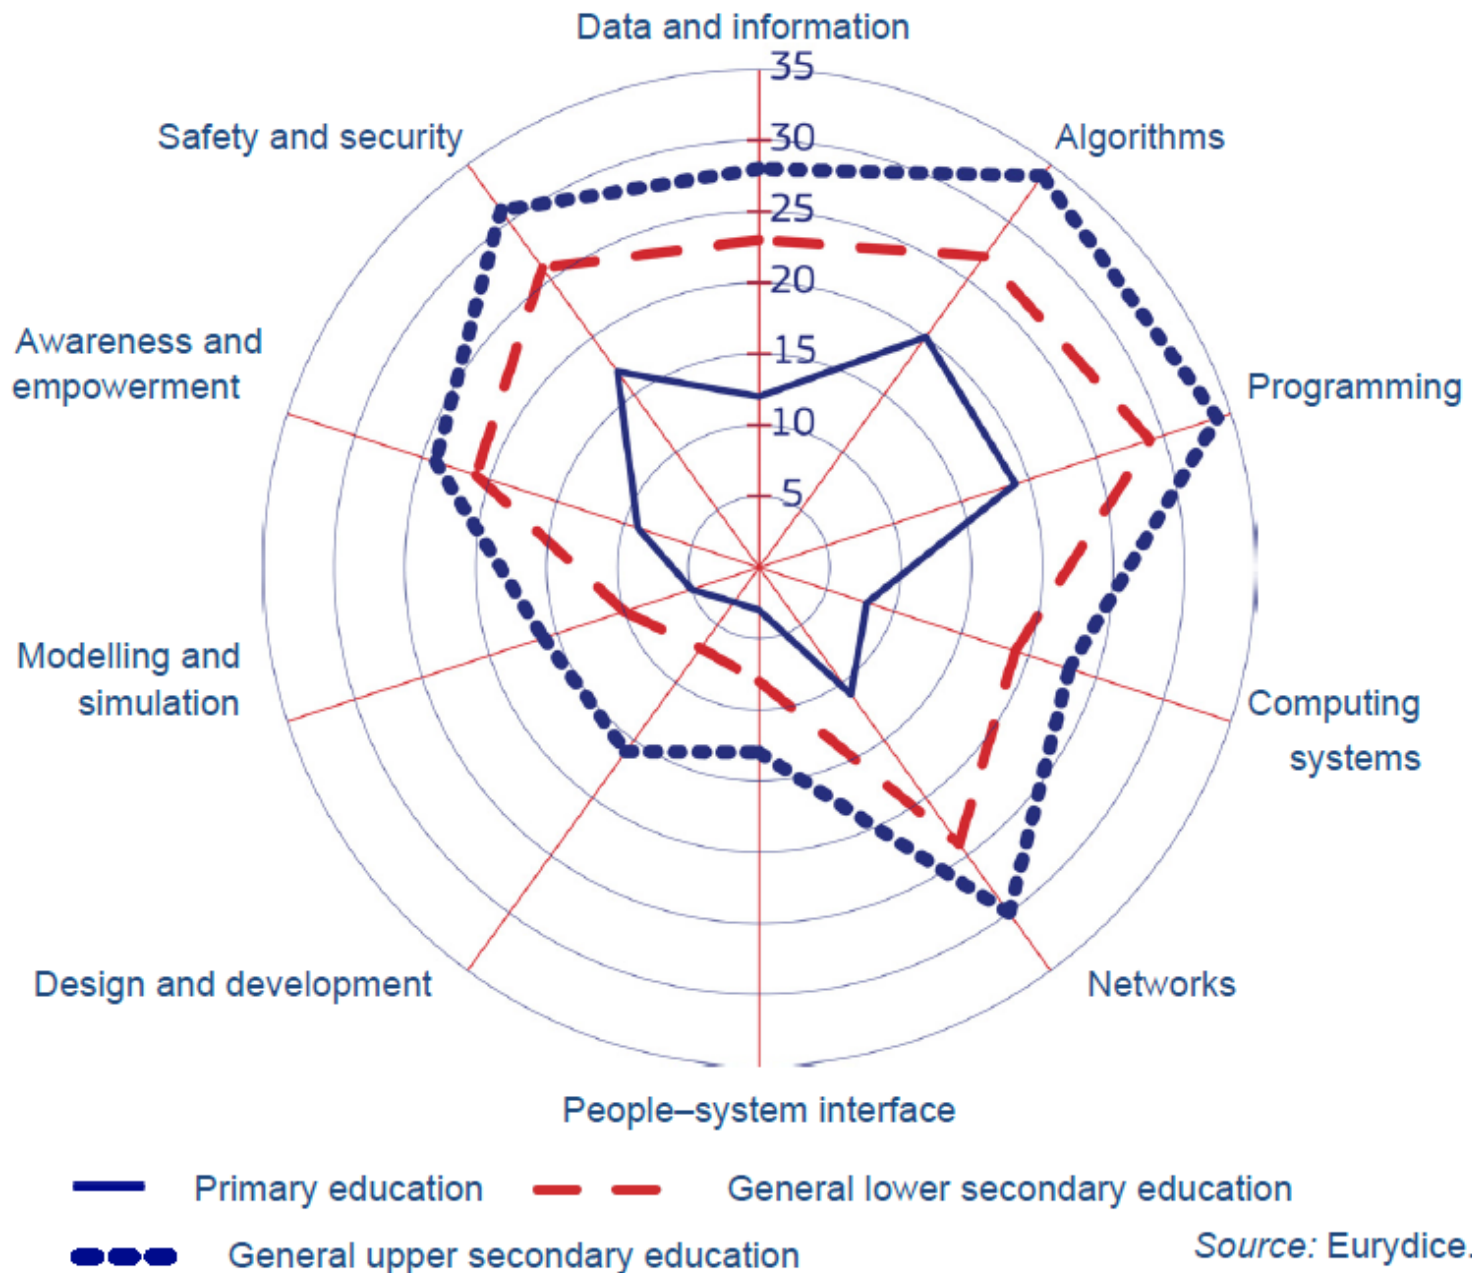 Data and information
35
Safety and security
30
Algorithms
25
20
Awareness and
empowerment
15
Programming
10
5
Modelling and
simulation
Computing
systems
Design and development
Networks
People–system interface
Primary education
General lower secondary education
General upper secondary education
Source: Eurydice.